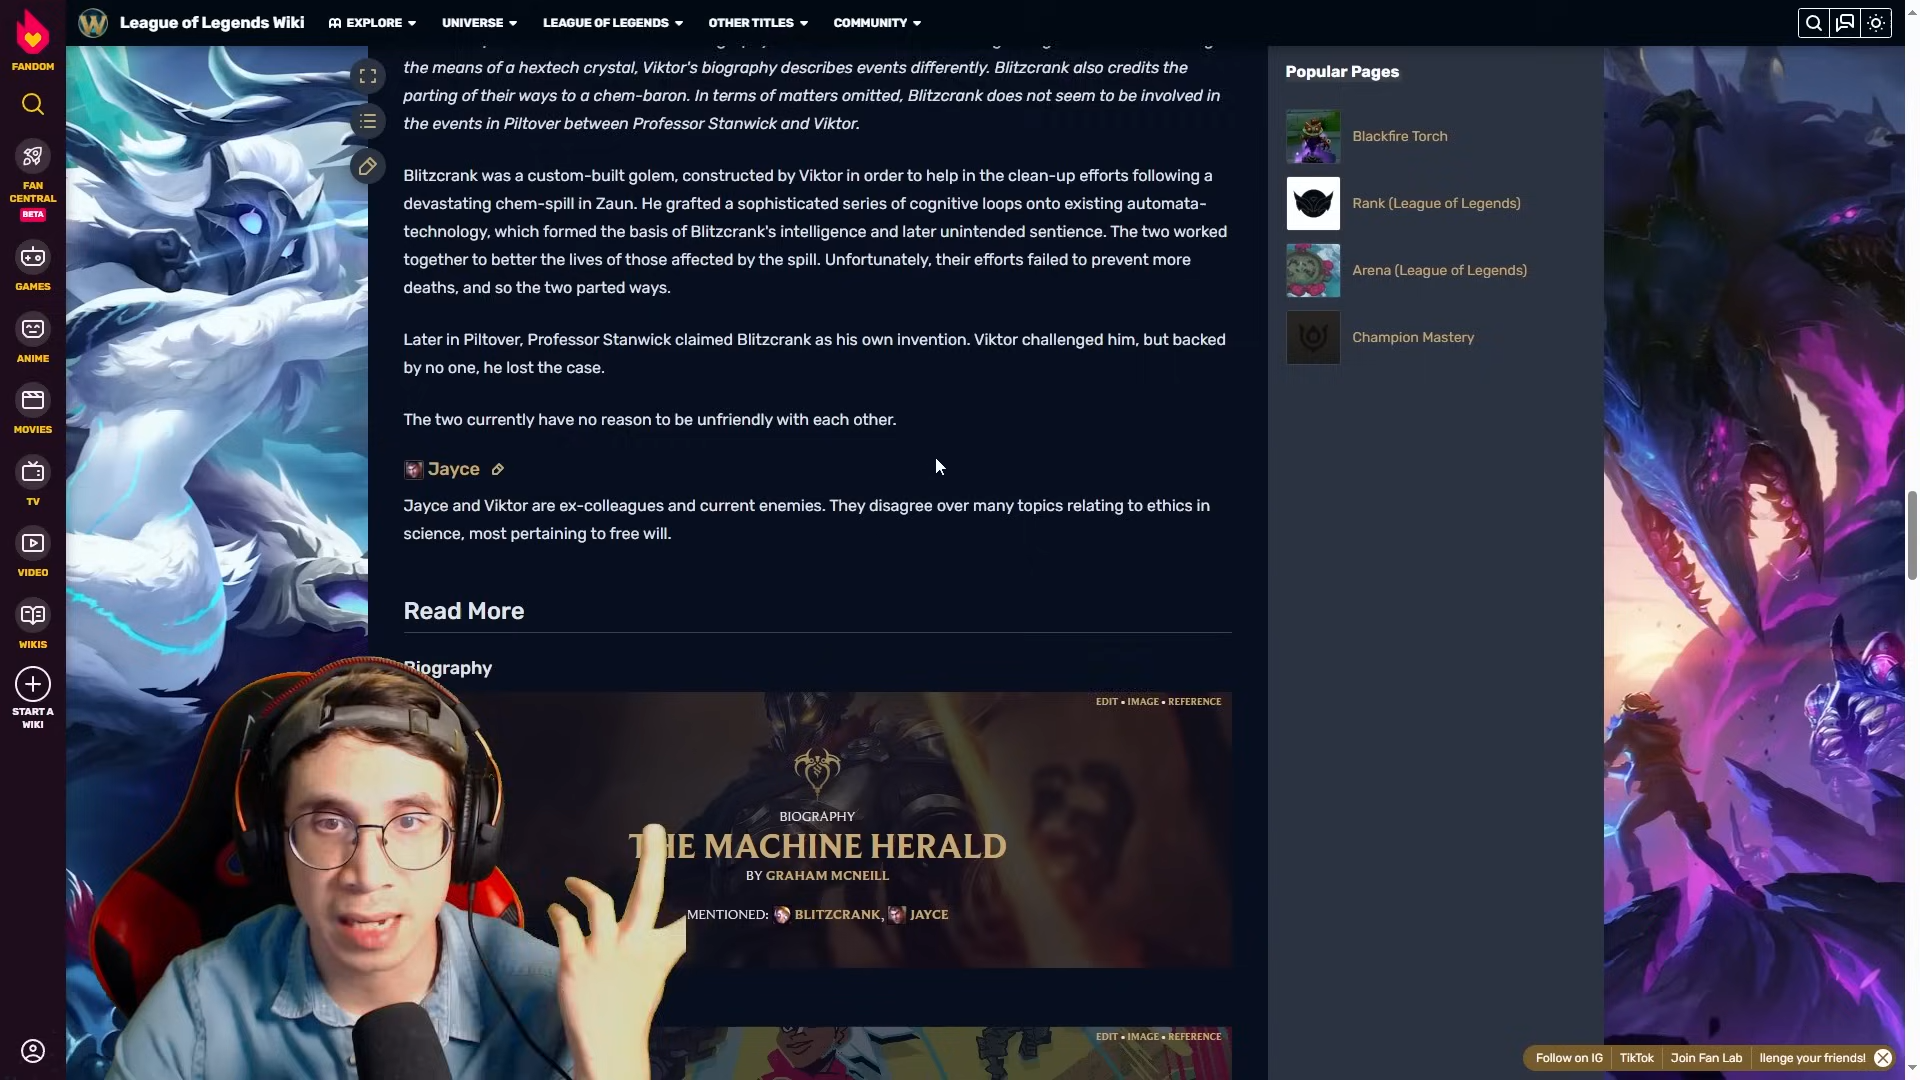 FANDOM
FAN CENTRAL
BETA
GAMES
ANIME
MOVIES
TV
VIDEO
WIKIS
START A WIKI
League of Legends Wiki
EXPLORE
UNIVERSE
LEAGUE OF LEGENDS
OTHER TITLES
COMMUNITY
the means of a hextech crystal, Viktor's biography describes events differently. Blitzcrank also credits the
parting of their ways to a chem-baron. In terms of matters omitted, Blitzcrank does not seem to be involved in
the events in Piltover between Professor Stanwick and Viktor.
Blitzcrank was a custom-built golem, constructed by Viktor in order to help in the clean-up efforts following a
devastating chem-spill in Zaun. He grafted a sophisticated series of cognitive loops onto existing automata-
technology, which formed the basis of Blitzcrank's intelligence and later unintended sentience. The two worked
together to better the lives of those affected by the spill. Unfortunately, their efforts failed to prevent more
deaths, and so the two parted ways.
Later in Piltover, Professor Stanwick claimed Blitzcrank as his own invention. Viktor challenged him, but backed
by no one, he lost the case.
The two currently have no reason to be unfriendly with each other.
Jayce
Jayce and Viktor are ex-colleagues and current enemies. They disagree over many topics relating to ethics in
science, most pertaining to free will.
Read More
Biography
EDIT • IMAGE • REFERENCE
BIOGRAPHY
THE MACHINE HERALD
BY GRAHAM MCNEILL
MENTIONED: BLITZCRANK, JAYCE
EDIT • IMAGE • REFERENCE
Popular Pages
Blackfire Torch
Rank (League of Legends)
Arena (League of Legends)
Champion Mastery
Follow on IG
TikTok
Join Fan Lab
llenge your friends!